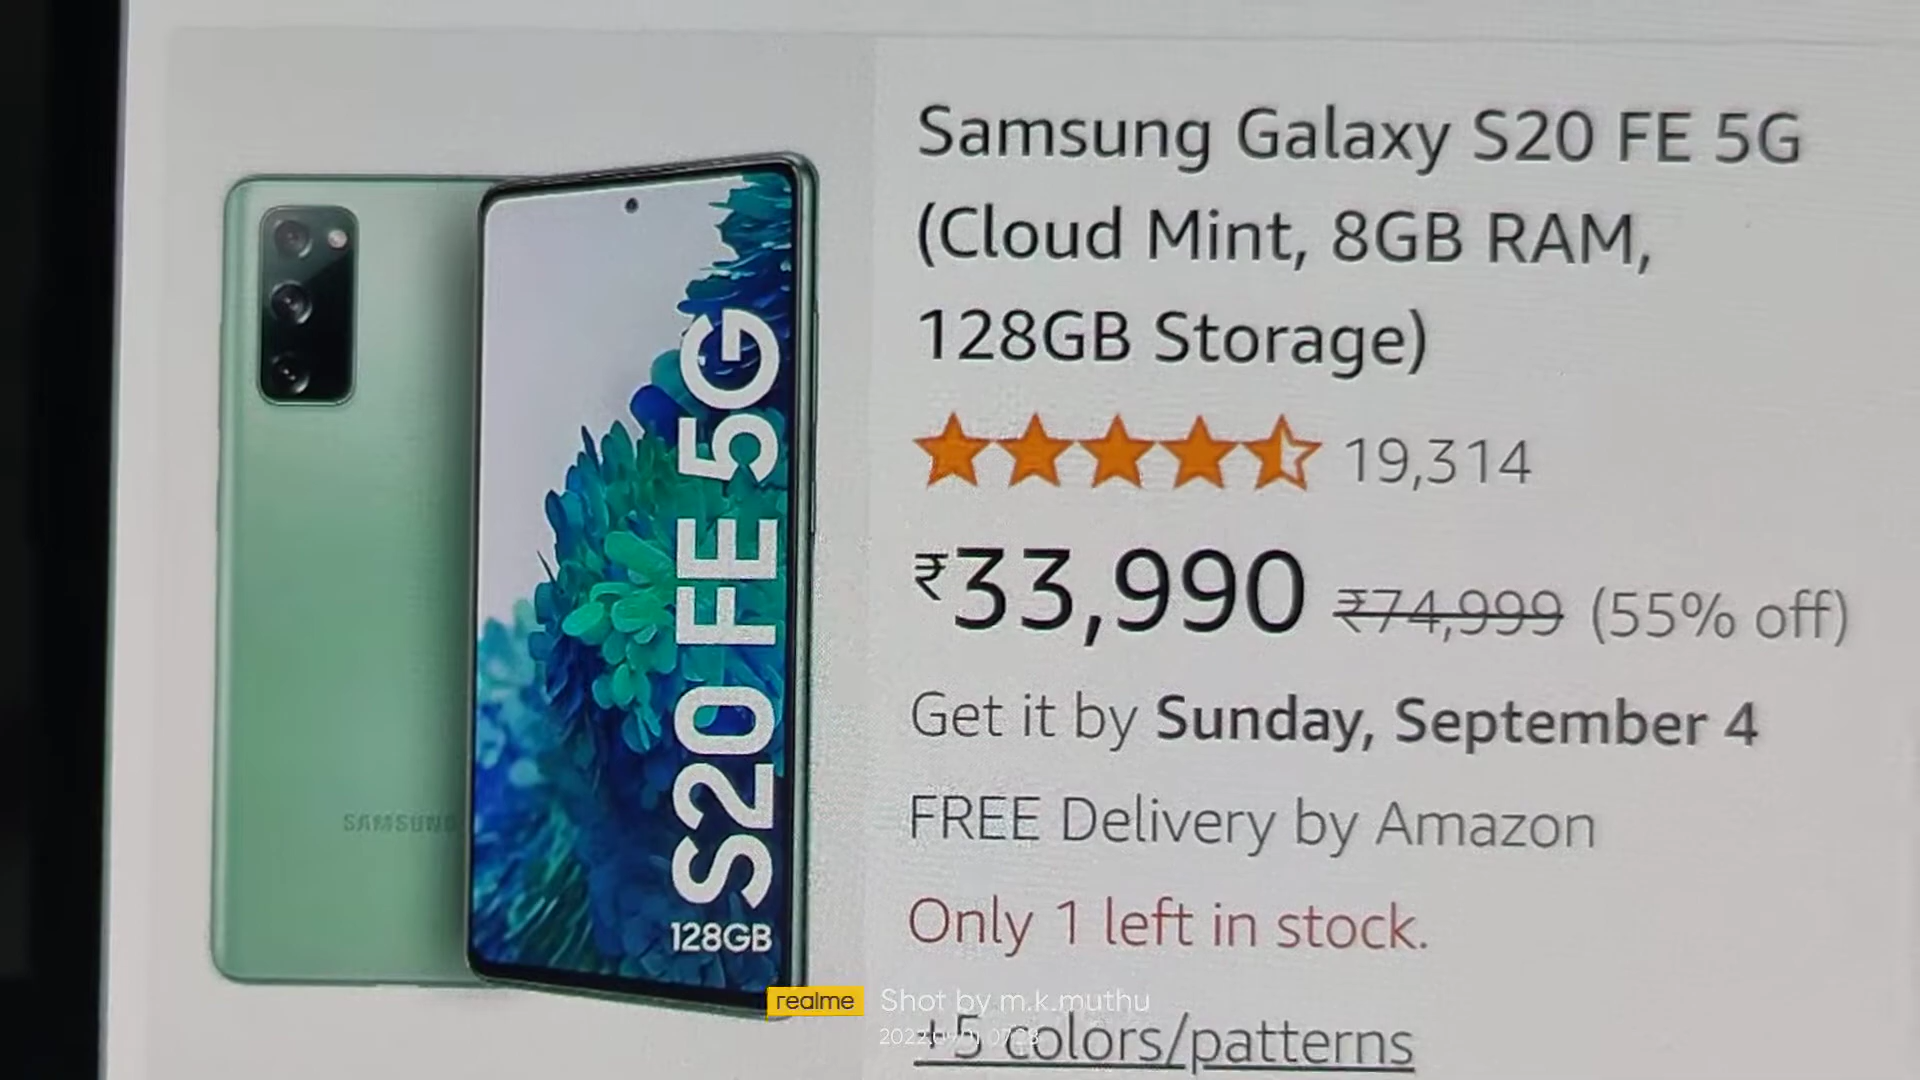 Samsung Galaxy S20 FE 5G
(Cloud Mint, 8GB RAM,
128GB Storage)
19,314
₹33,990 ₹74,999 (55% off)
Get it by Sunday, September 4
FREE Delivery by Amazon
Only 1 left in stock.
+5 colors/patterns
SAMSUNG
S20 FE 5G
128GB
realme Shot by m.k.muthu